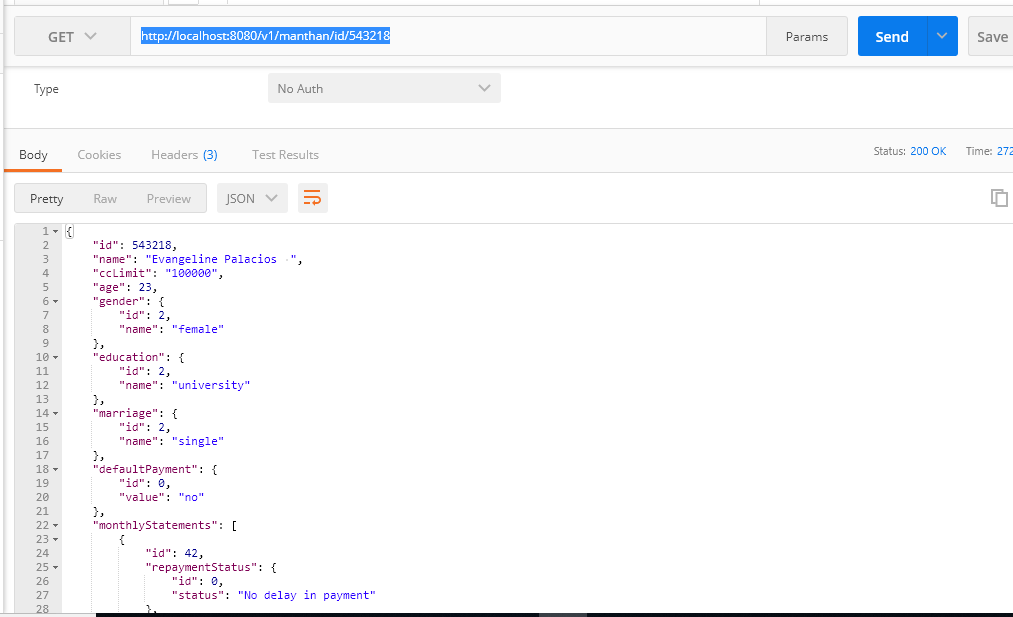 GET http://localhost:8080/v1/manthan/id/543218 Params Send Save
Type No Auth
Body Cookies Headers (3) Test Results Status: 200 OK Time: 272
Pretty Raw Preview JSON
1 {
2 "id": 543218,
3 "name": "Evangeline Palacios -",
4 "ccLimit": "100000",
5 "age": 23,
6 "gender": {
7 "id": 2,
8 "name": "female"
9 },
10 "education": {
11 "id": 2,
12 "name": "university"
13 },
14 "marriage": {
15 "id": 2,
16 "name": "single"
17 },
18 "defaultPayment": {
19 "id": 0,
20 "value": "no"
21 },
22 "monthlyStatements": [
23 {
24 "id": 42,
25 "repaymentStatus": {
26 "id": 0,
27 "status": "No delay in payment"
28 },